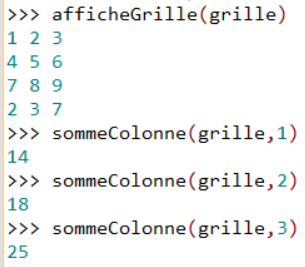 >>> afficheGrille(grille)
1 2 3
4 5 6
7 8 9
2 3 7
>>> sommeColonne(grille,1)
14
>>> sommeColonne(grille,2)
18
>>> sommeColonne(grille,3)
25